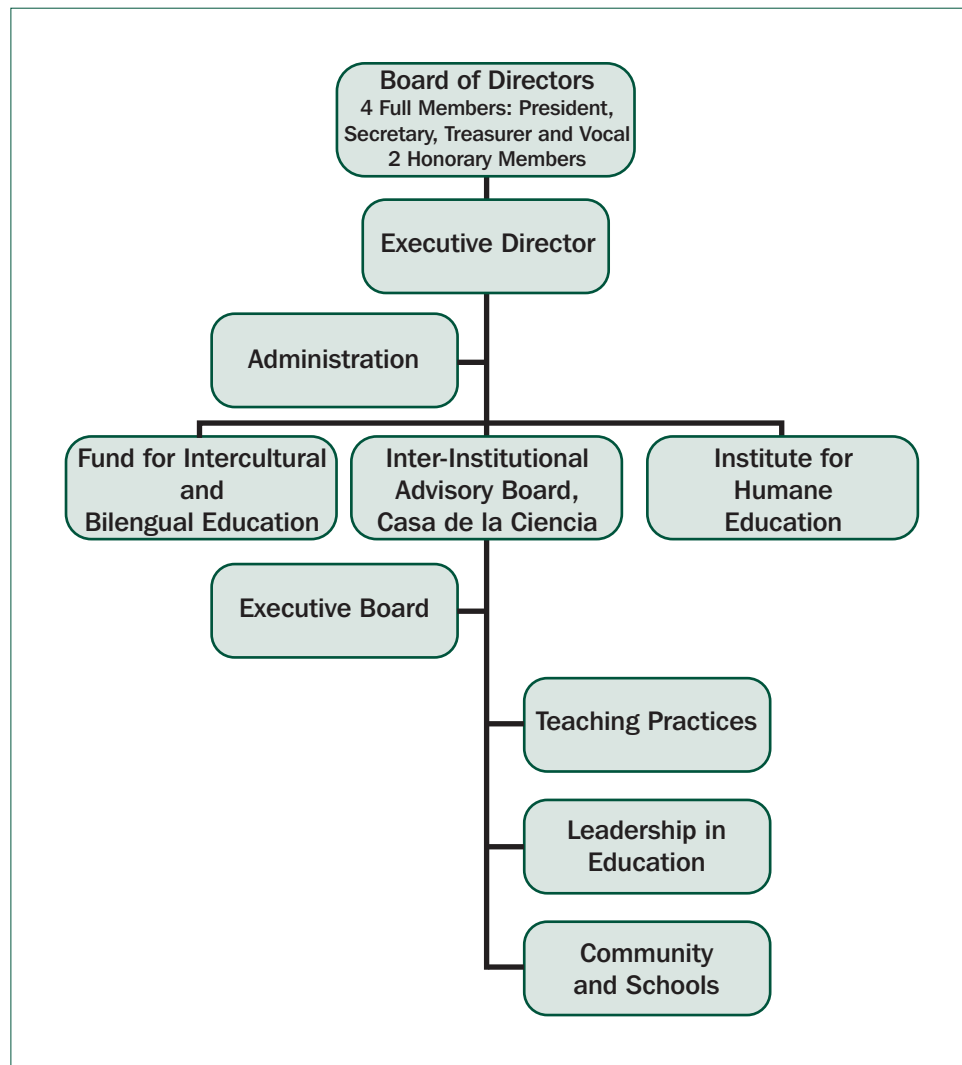 Board of Directors
4 Full Members: President,
Secretary, Treasurer and Vocal
2 Honorary Members
Executive Director
Administration
Fund for Intercultural
and
Bilengual Education
Inter-Institutional
Advisory Board,
Casa de la Ciencia
Institute for
Humane
Education
Executive Board
Teaching Practices
Leadership in
Education
Community
and Schools